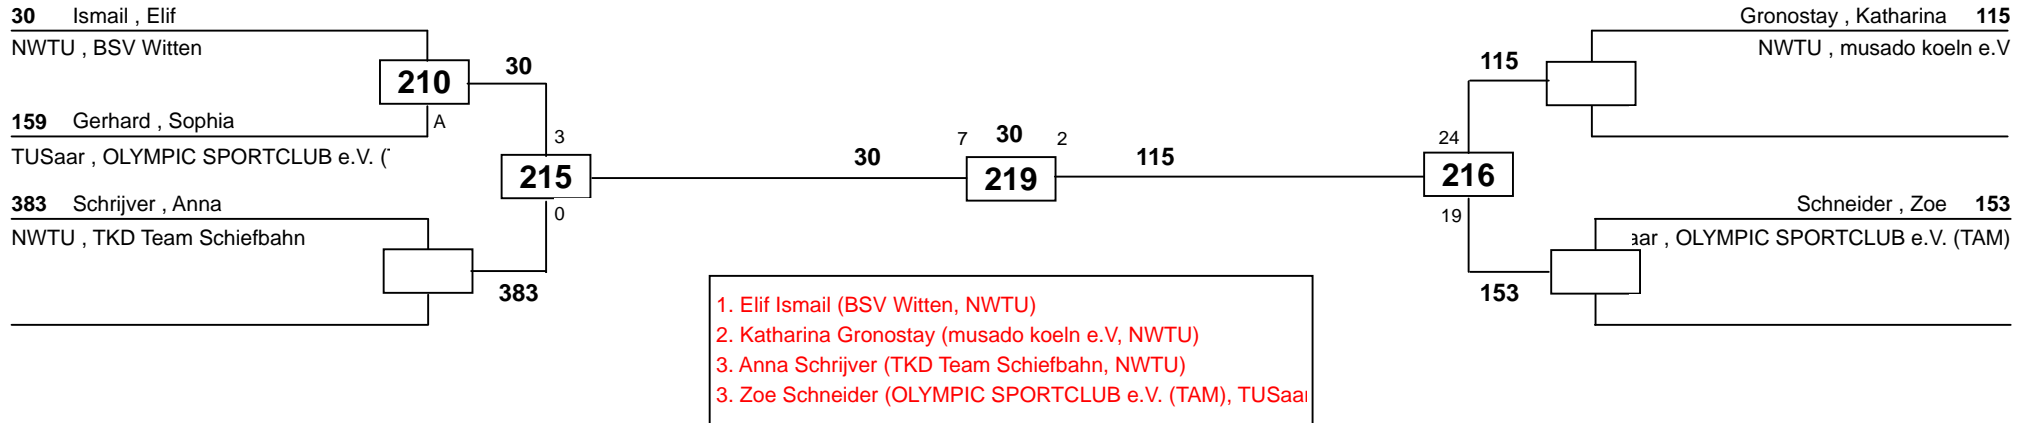 30 Ismail , Elif
NWTU , BSV Witten
210
30
159 Gerhard , Sophia
A
TUSaar , OLYMPIC SPORTCLUB e.V. (
3
215
0
383 Schrijver , Anna
NWTU , TKD Team Schiefbahn
383
30
7 30 2
219
115
Gronostay , Katharina 115
NWTU , musado koeln e.V
115
24
216
19
Schneider , Zoe 153
aar , OLYMPIC SPORTCLUB e.V. (TAM)
153
1. Elif Ismail (BSV Witten, NWTU)
2. Katharina Gronostay (musado koeln e.V, NWTU)
3. Anna Schrijver (TKD Team Schiefbahn, NWTU)
3. Zoe Schneider (OLYMPIC SPORTCLUB e.V. (TAM), TUSaar